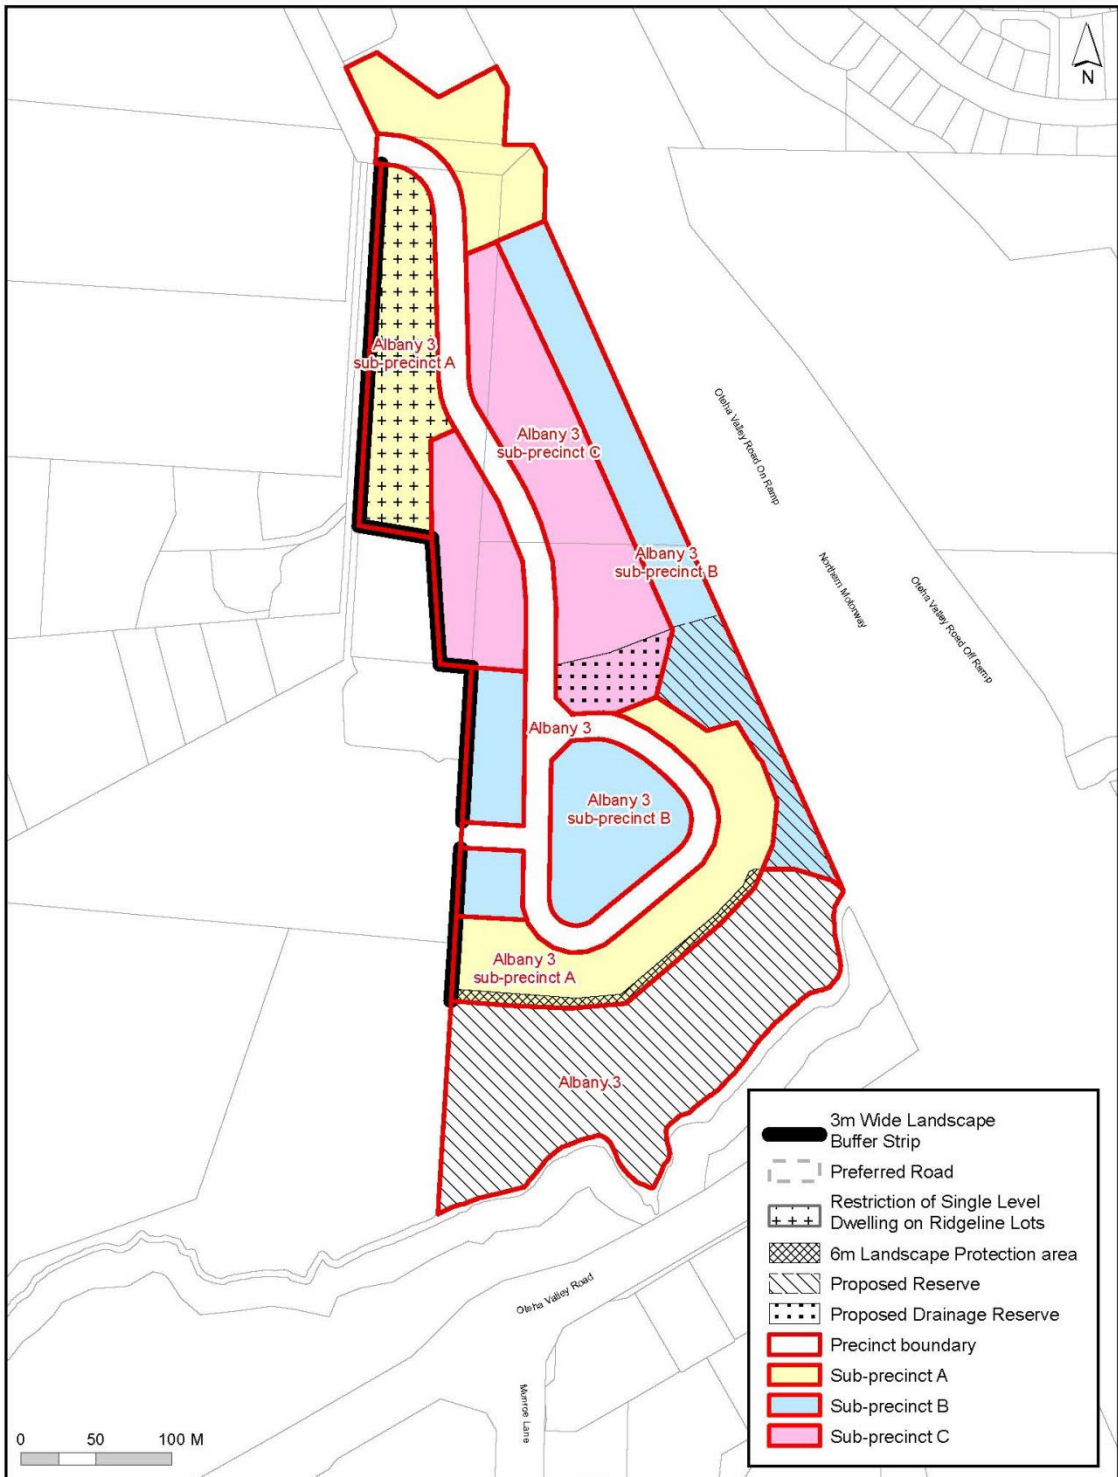 N
Albany 3
sub-precinct A
Albany 3
sub-precinct C
Oteha Valley Road On Ramp
Albany 3
sub-precinct B
Northern Motorway
Oteha Valley Road Off Ramp
Albany 3
Albany 3
sub-precinct B
Albany 3
sub-precinct A
Albany 3
Oteha Valley Road
Munroe Lane
3m Wide Landscape
Buffer Strip
Preferred Road
Restriction of Single Level
Dwelling on Ridgeline Lots
6m Landscape Protection area
Proposed Reserve
Proposed Drainage Reserve
Precinct boundary
Sub-precinct A
Sub-precinct B
Sub-precinct C
0 50 100 M